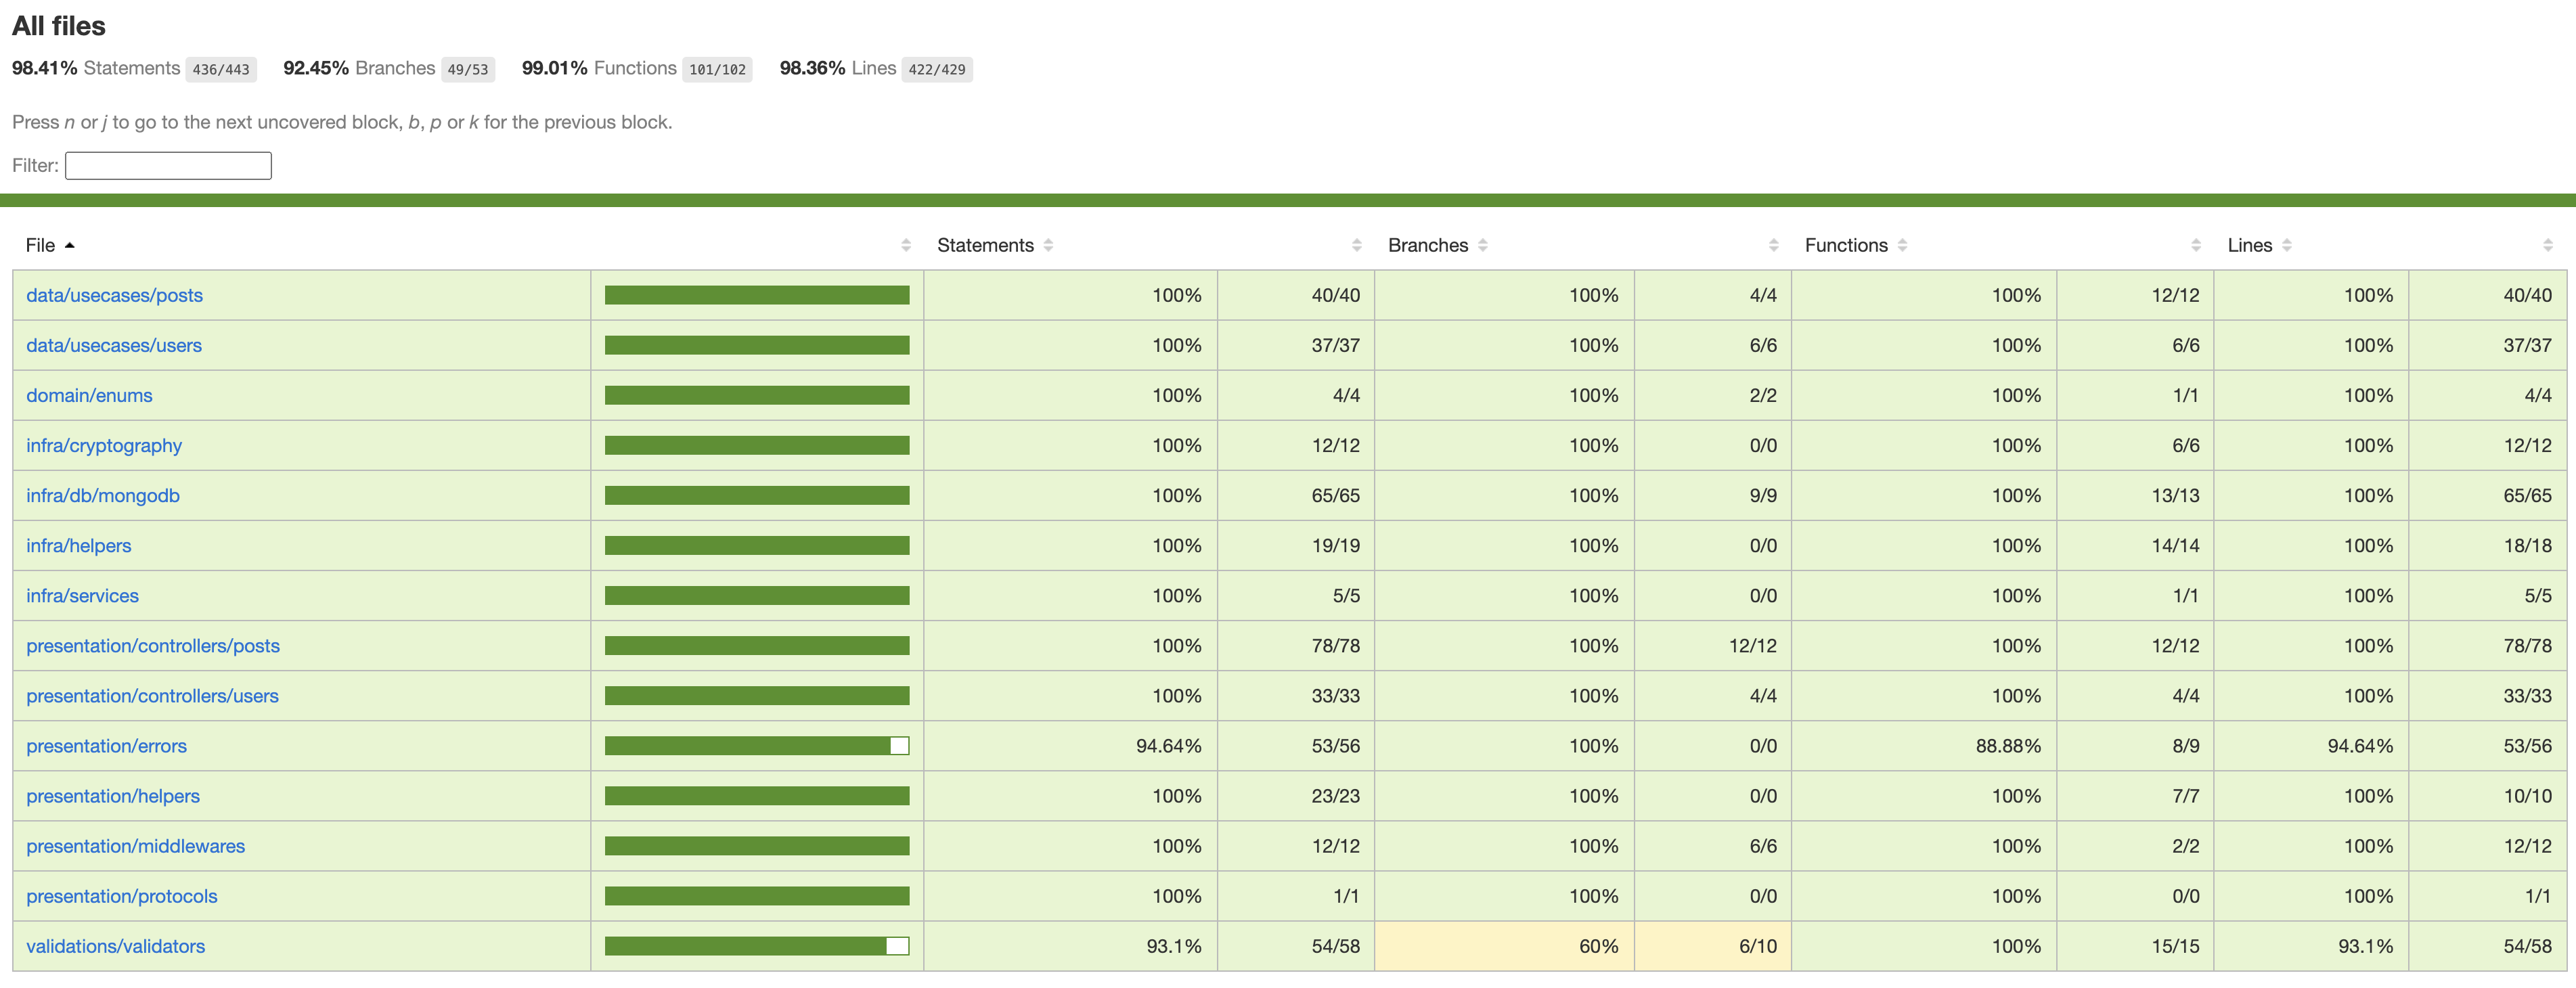 All files
98.41% Statements 436/443 92.45% Branches 49/53 99.01% Functions 101/102 98.36% Lines 422/429
Press n or j to go to the next uncovered block, b, p or k for the previous block.
Filter:
File Statements Branches Functions Lines
data/usecases/posts 100% 40/40 100% 4/4 100% 12/12 100% 40/40
data/usecases/users 100% 37/37 100% 6/6 100% 6/6 100% 37/37
domain/enums 100% 4/4 100% 2/2 100% 1/1 100% 4/4
infra/cryptography 100% 12/12 100% 0/0 100% 6/6 100% 12/12
infra/db/mongodb 100% 65/65 100% 9/9 100% 13/13 100% 65/65
infra/helpers 100% 19/19 100% 0/0 100% 14/14 100% 18/18
infra/services 100% 5/5 100% 0/0 100% 1/1 100% 5/5
presentation/controllers/posts 100% 78/78 100% 12/12 100% 12/12 100% 78/78
presentation/controllers/users 100% 33/33 100% 4/4 100% 4/4 100% 33/33
presentation/errors 94.64% 53/56 100% 0/0 88.88% 8/9 94.64% 53/56
presentation/helpers 100% 23/23 100% 0/0 100% 7/7 100% 10/10
presentation/middlewares 100% 12/12 100% 6/6 100% 2/2 100% 12/12
presentation/protocols 100% 1/1 100% 0/0 100% 0/0 100% 1/1
validations/validators 93.1% 54/58 60% 6/10 100% 15/15 93.1% 54/58